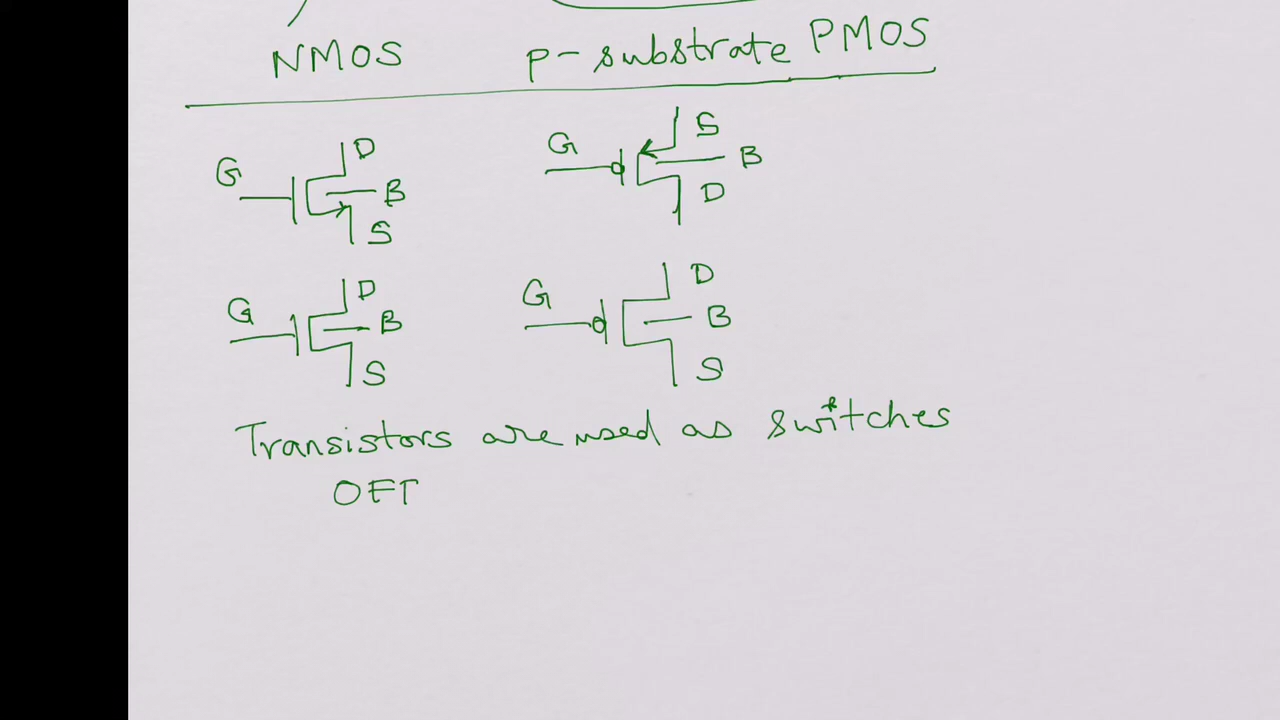 NMOS p-substrate PMOS
G D B S
G S B D
G D B S
G D B S
Transistors are used as switches
OFF